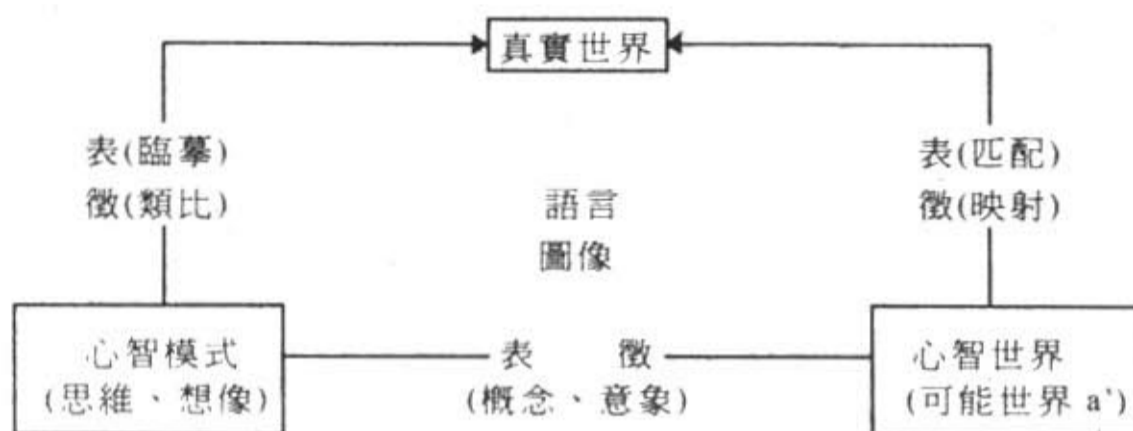 真實世界
表(臨摹) 表(匹配)
徵(類比) 語言 徵(映射)
圖像
心智模式 表 徵 心智世界
(思維、想像) (概念、意象) (可能世界 a')